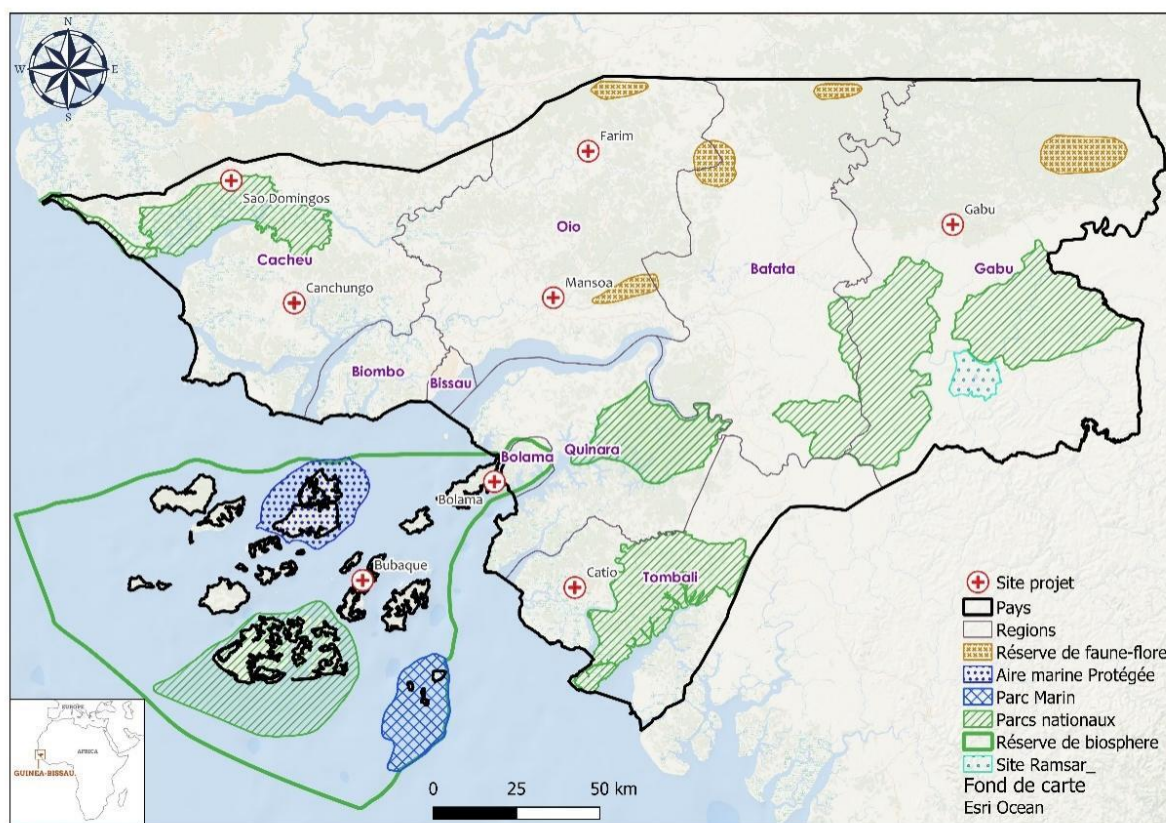 N
W
E
S
Farim
Sao Domingos
Oio
Gabu
Cacheu
Bafata
Gabu
Canchungo
Mansoa
Biombo
Bissau
Bolama
Quinara
Bolama
Bubaque
Catio
Tombali
Site projet
Pays
Regions
Réserve de faune-flore
Aire marine Protégée
Parc Marin
Parcs nationaux
Réserve de biosphere
Site Ramsar_
Fond de carte
Esri Ocean
EUROPE
AFRICA
GUINEA-BISSAU
0 25 50 km